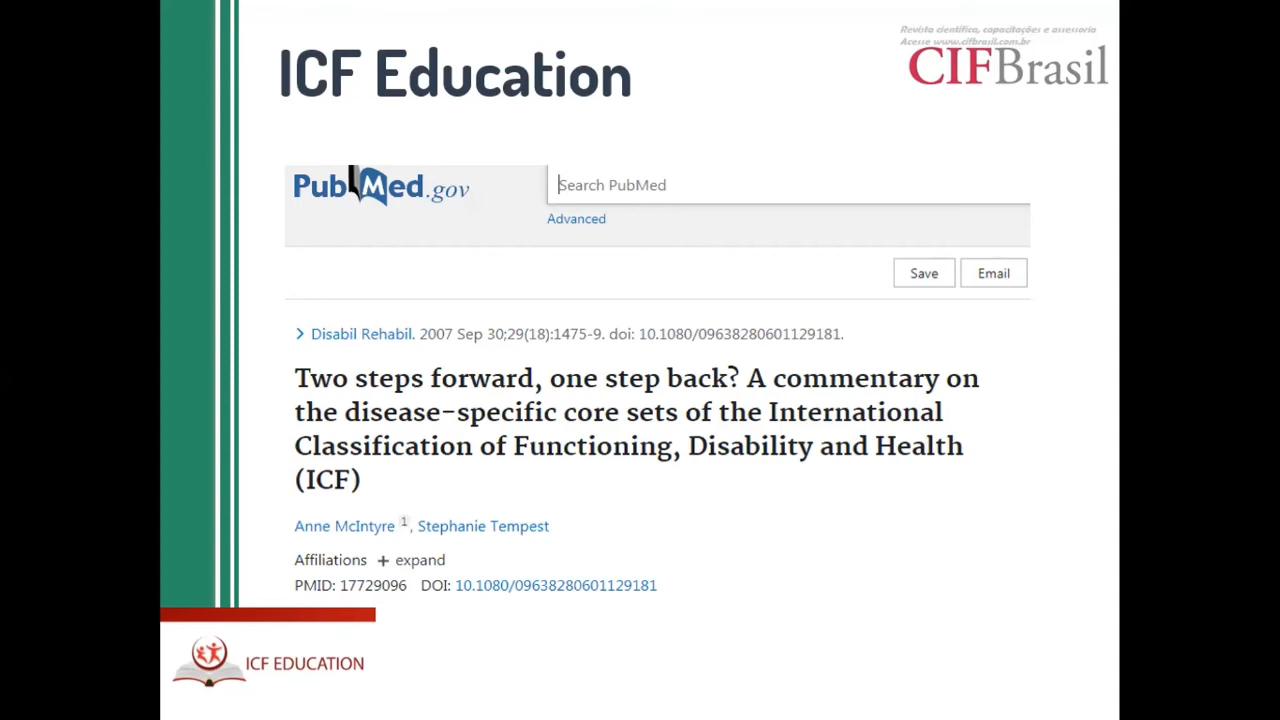 Revista científica, capacitações e assessoria
Acesse www.cifbrasil.com.br
CIFBrasil
ICF Education
PubMed.gov
Search PubMed
Advanced
Save
Email
Disabil Rehabil. 2007 Sep 30;29(18):1475-9. doi: 10.1080/09638280601129181.
Two steps forward, one step back? A commentary on
the disease-specific core sets of the International
Classification of Functioning, Disability and Health
(ICF)
Anne McIntyre 1, Stephanie Tempest
Affiliations + expand
PMID: 17729096 DOI: 10.1080/09638280601129181
ICF EDUCATION